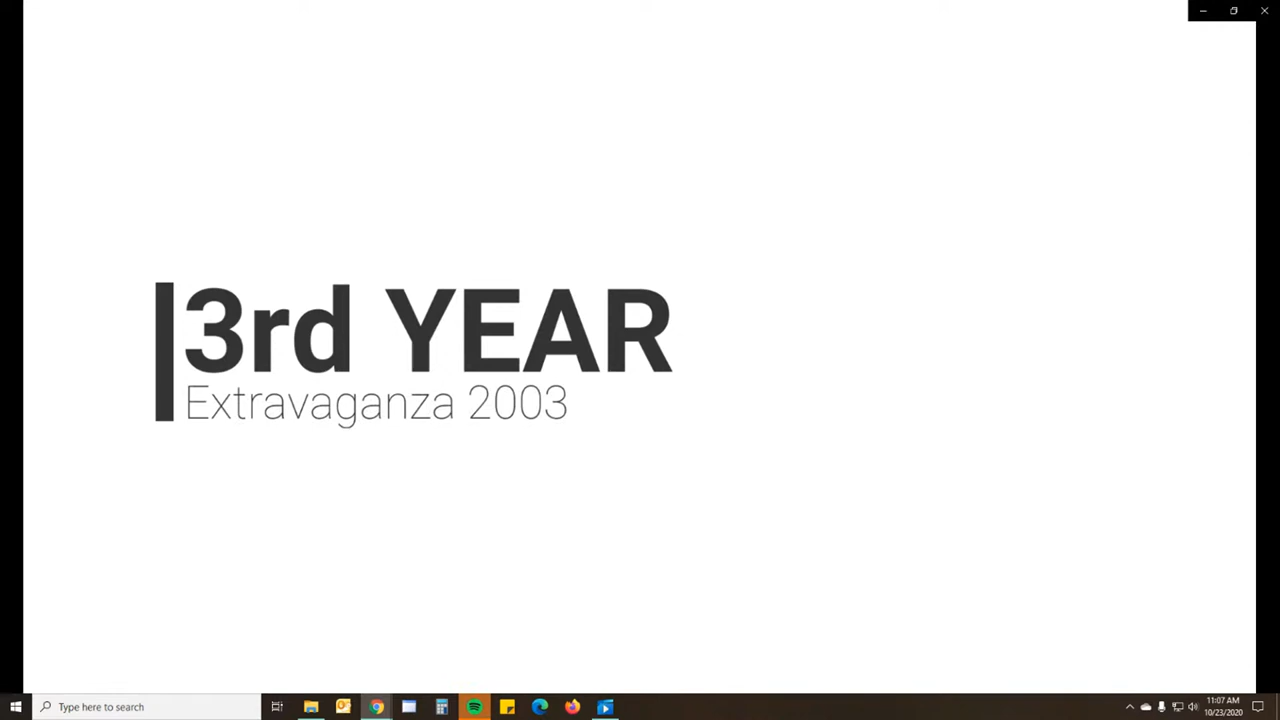 3rd YEAR
Extravaganza 2003
Type here to search
11:07 AM
10/23/2020